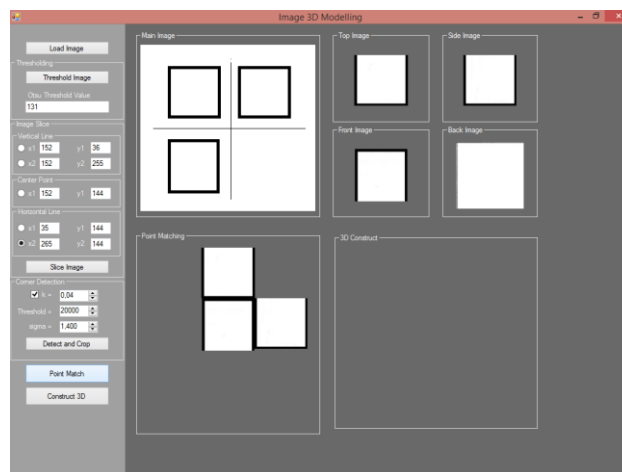 Image 3D Modelling
Load Image
Thresholding
Threshold Image
Otsu Threshold Value
131
Image Slice
Vertical Line
x1 152 y1 36
x2 152 y2 255
Center Point
x1 152 y1 144
Horizontal Line
x1 35 y1 144
x2 265 y2 144
Slice Image
Corner Detection
k = 0,04
Threshold = 20000
sigma = 1,400
Detect and Crop
Point Match
Construct 3D
Main Image
Top Image
Side Image
Front Image
Back Image
Point Matching
3D Construct